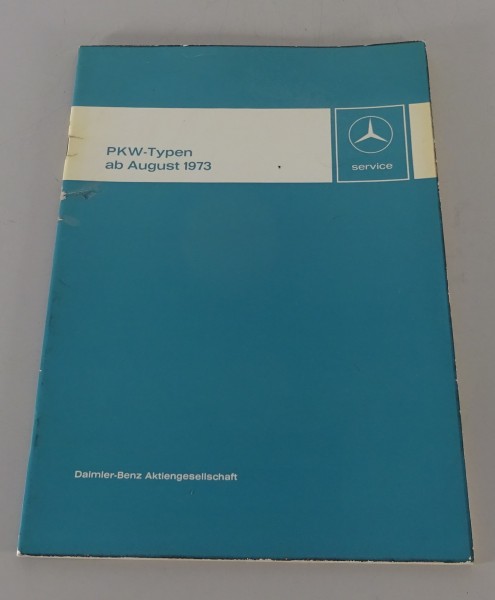 PKW-Typen
ab August 1973
service
Daimler-Benz Aktiengesellschaft